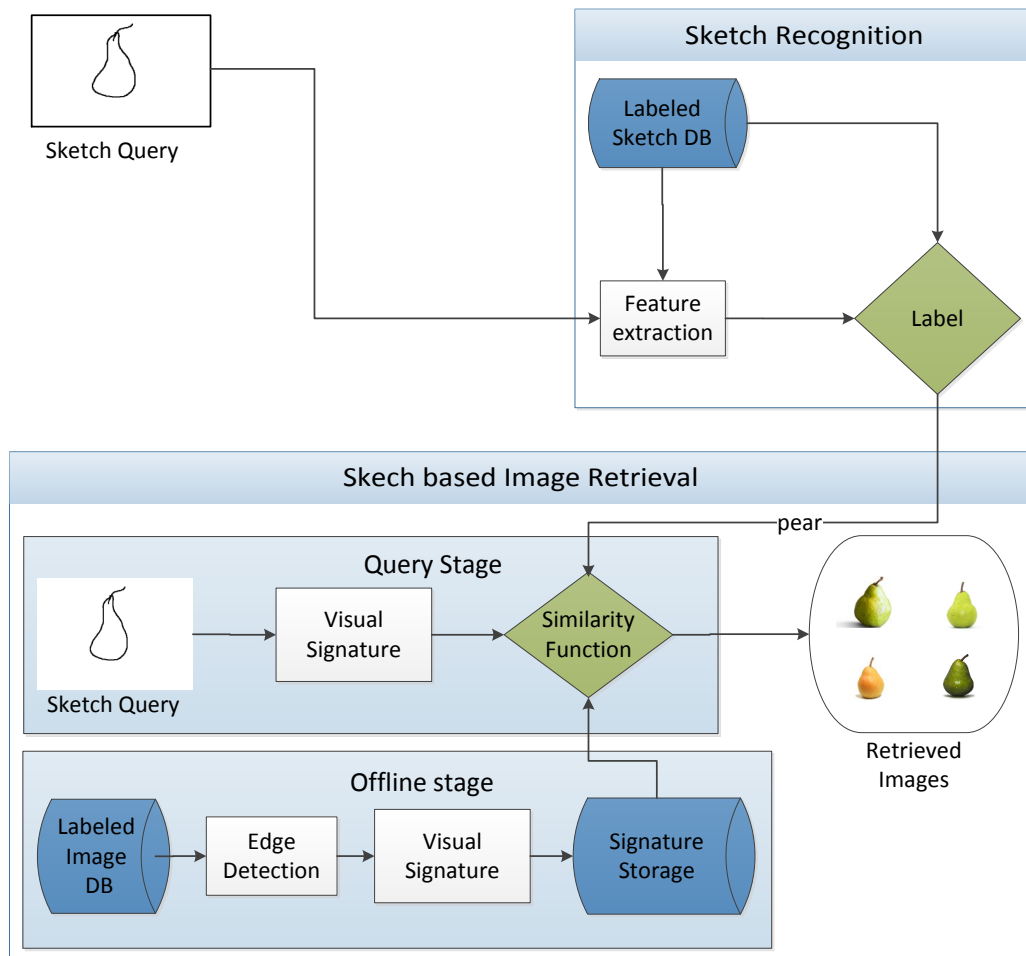 Sketch Query
Sketch Recognition
Labeled
Sketch DB
Feature
extraction
Label
Skech based Image Retrieval
pear
Query Stage
Sketch Query
Visual
Signature
Similarity
Function
Retrieved
Images
Offline stage
Labeled
Image
DB
Edge
Detection
Visual
Signature
Signature
Storage